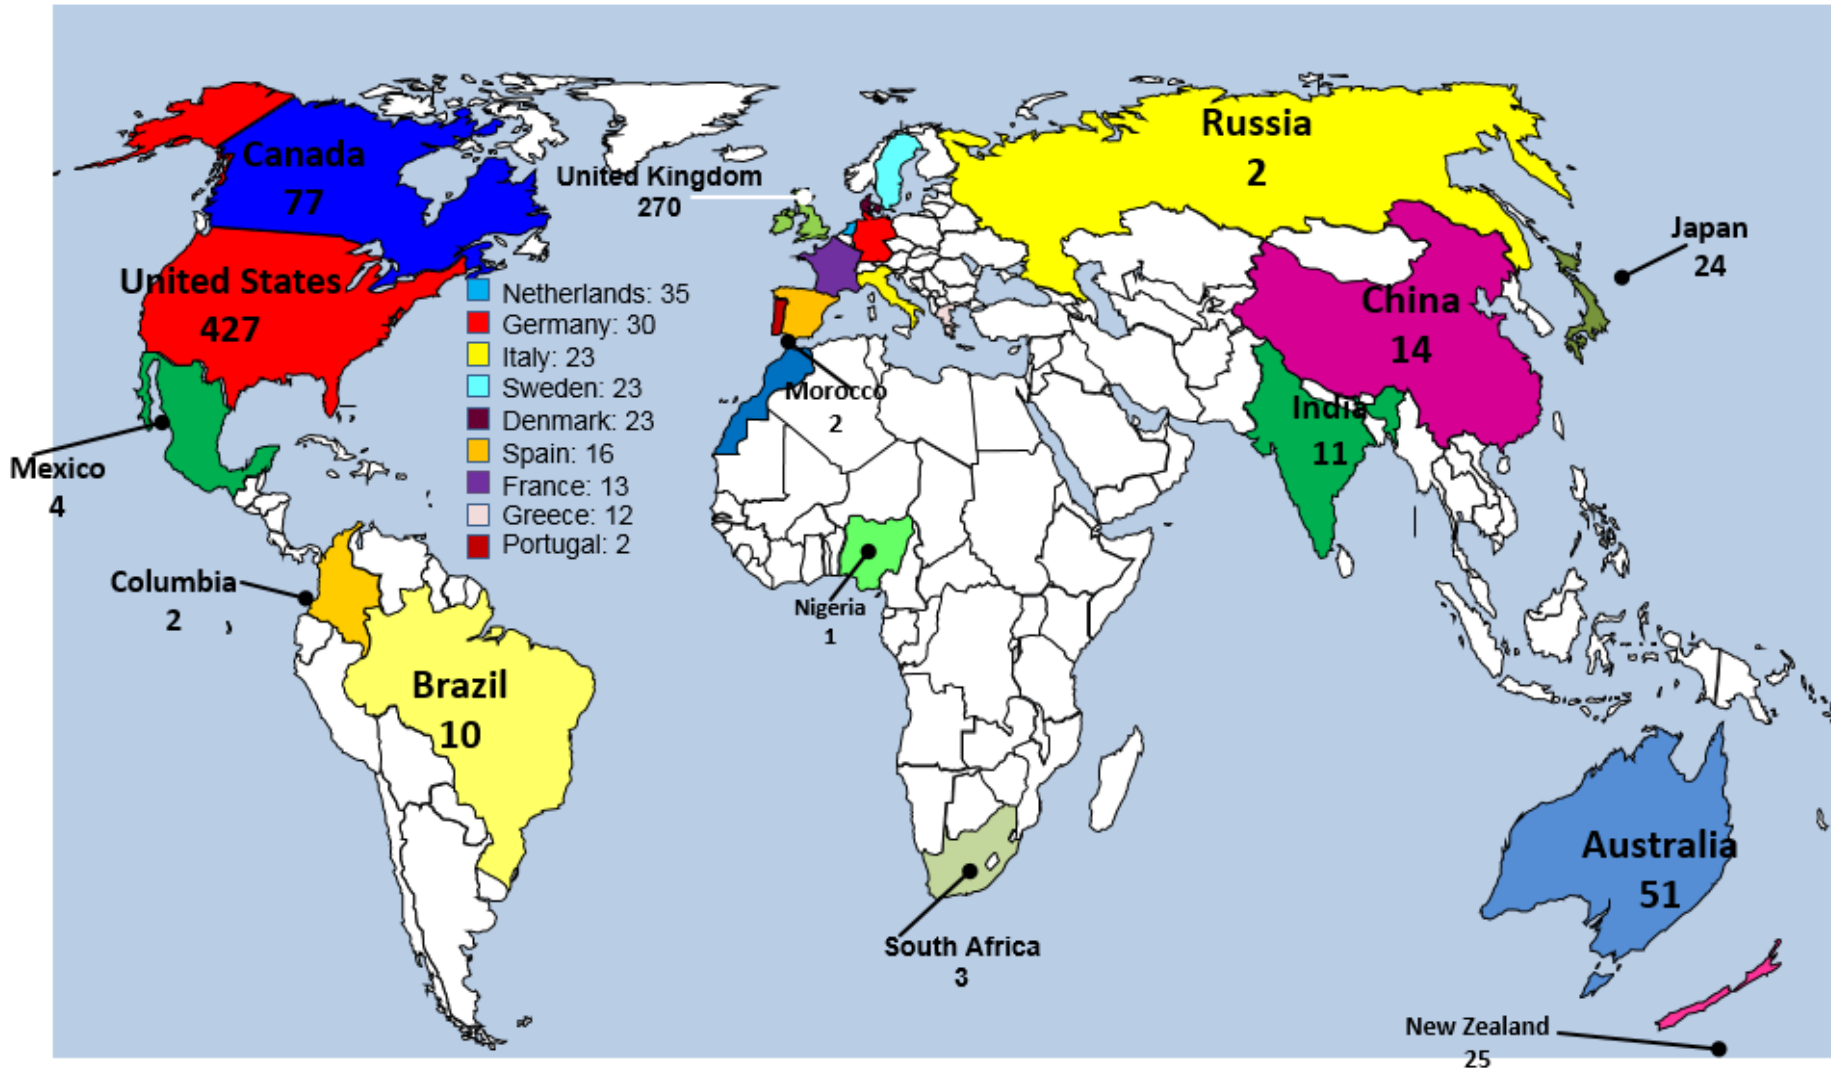 Canada
77
United States
427
Mexico
4
Columbia
2
Brazil
10
United Kingdom
270
Netherlands: 35
Germany: 30
Italy: 23
Sweden: 23
Denmark: 23
Spain: 16
France: 13
Greece: 12
Portugal: 2
Morocco
2
Nigeria
1
South Africa
3
Russia
2
China
14
India
11
Japan
24
Australia
51
New Zealand
25